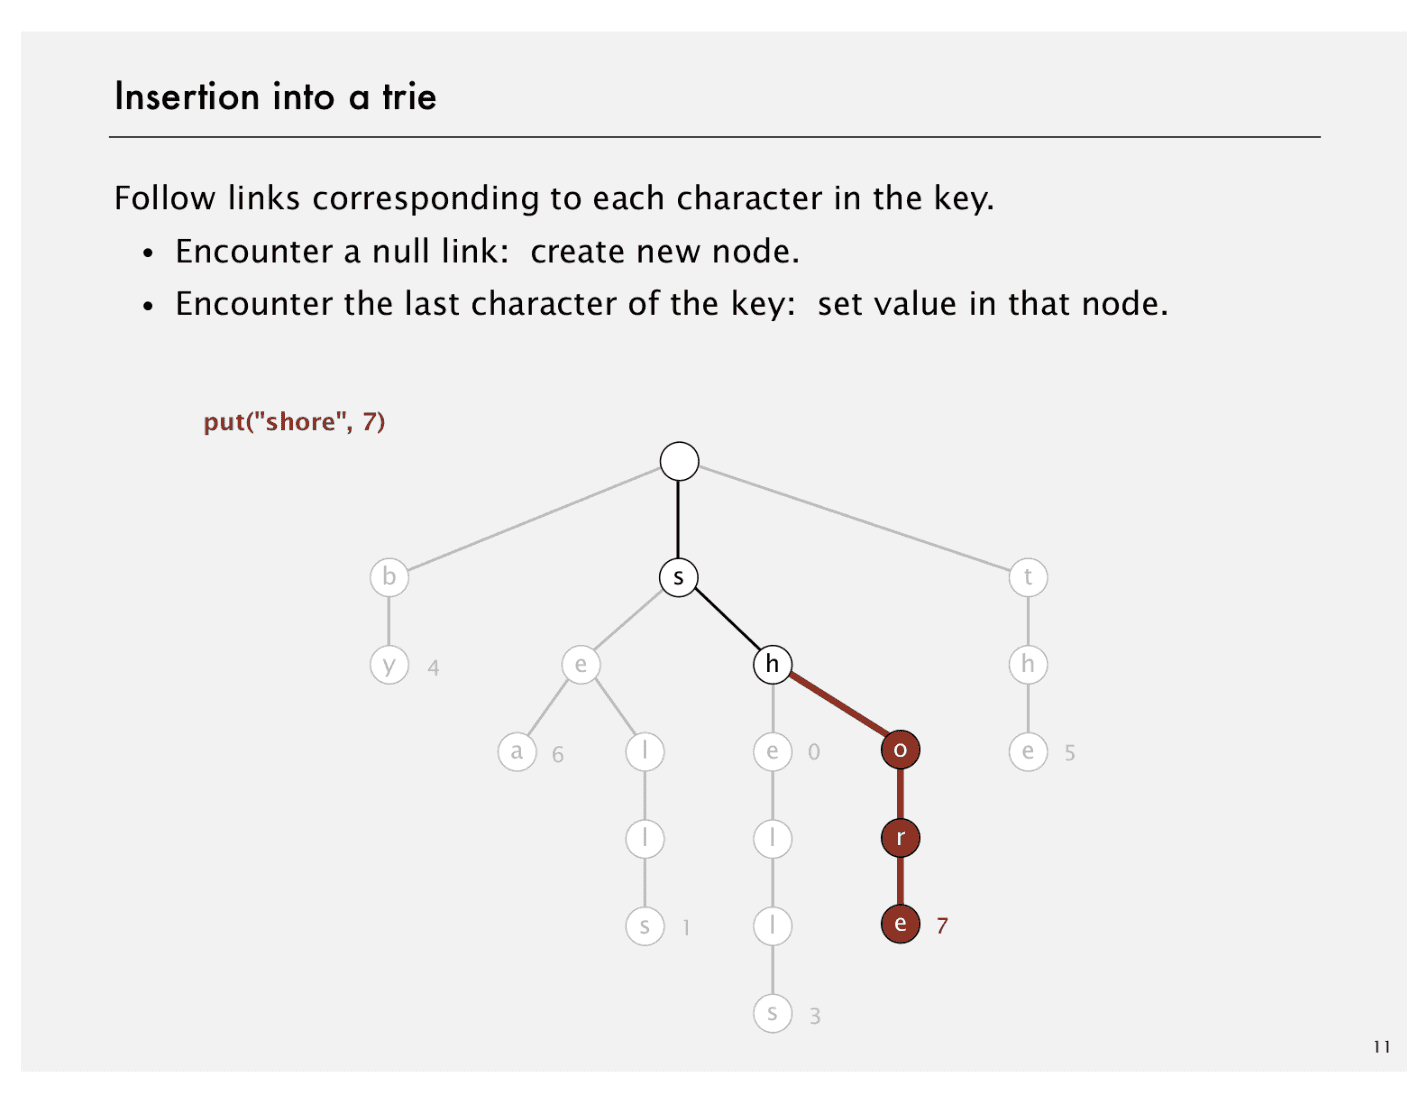 Insertion into a trie
Follow links corresponding to each character in the key.
• Encounter a null link:  create new node.
• Encounter the last character of the key:  set value in that node.
put("shore", 7)
b s t
y 4 e h h
a 6 l e 0 o e 5
l l r
s 1 l e 7
s 3
11